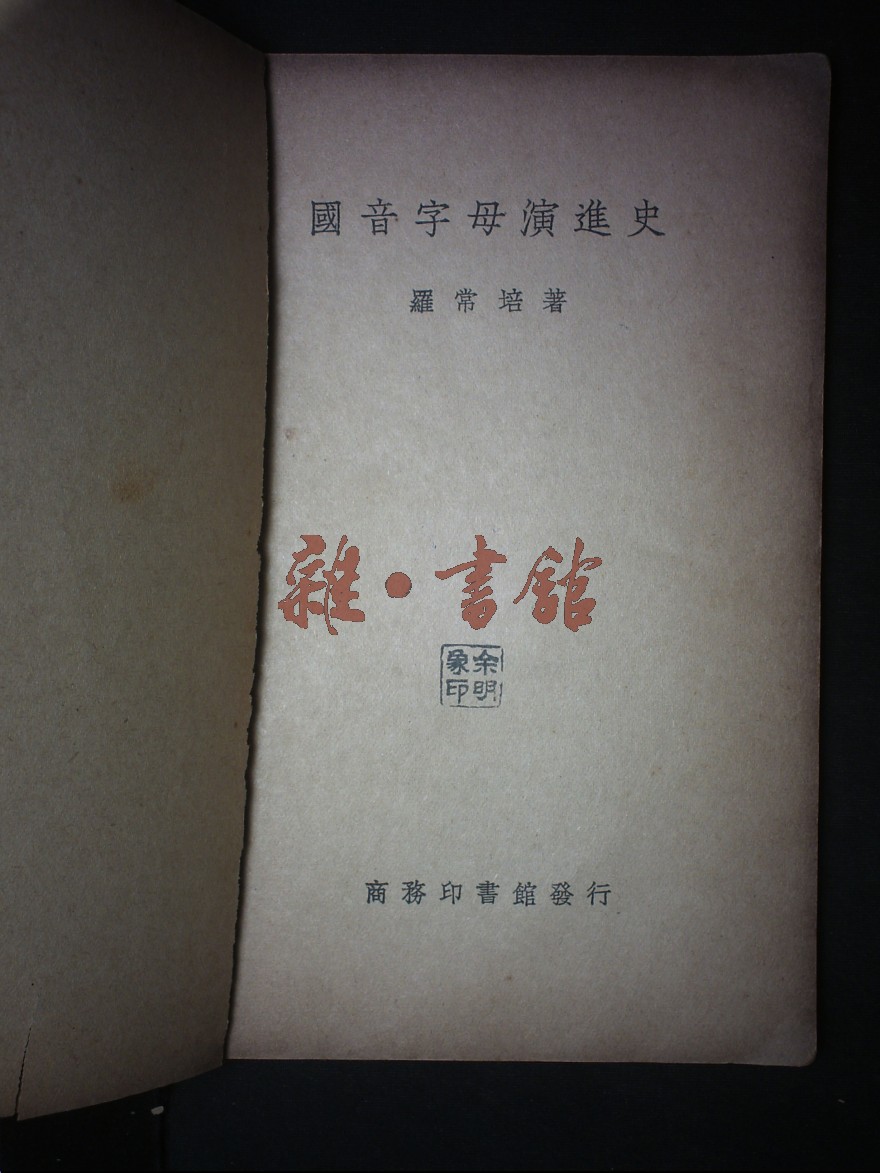 國音字母演進史
羅常培著
雜·書館
余明
象印
商務印書館發行